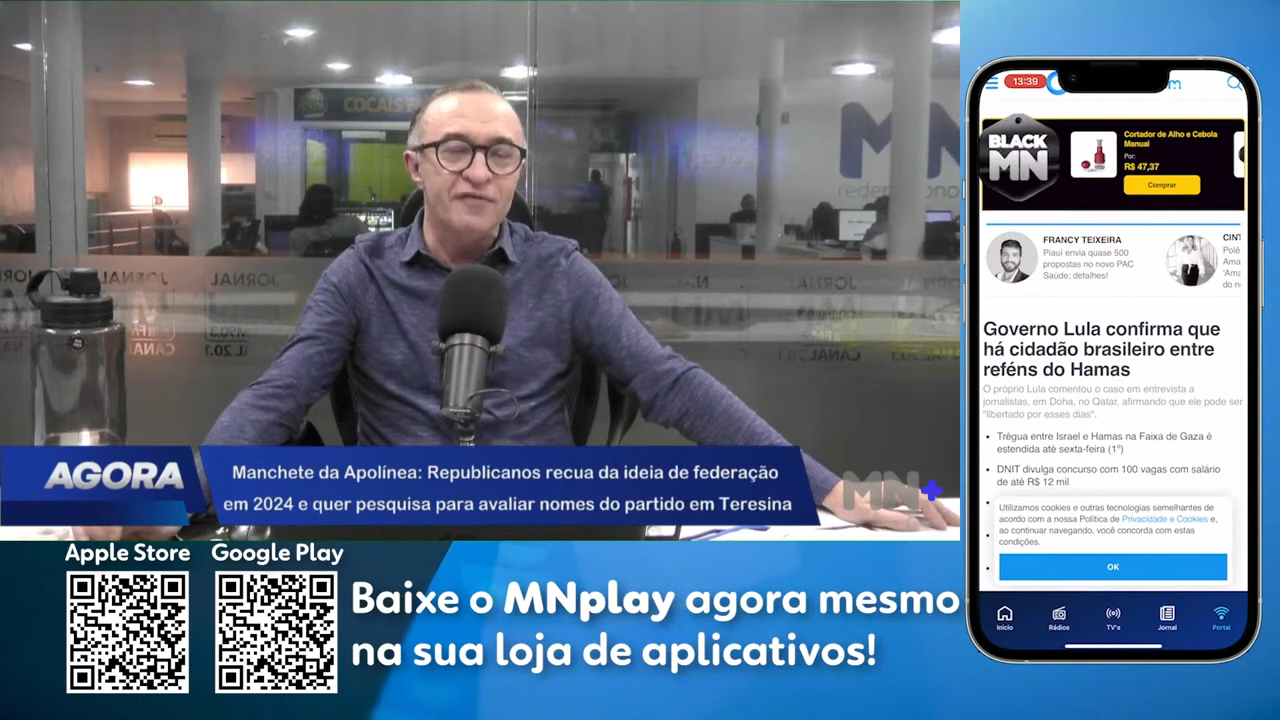 COCAIS
MN
JORNAL
JORNAL
AGORA
Manchete da Apolínea: Republicanos recua da ideia de federação
em 2024 e quer pesquisa para avaliar nomes do partido em Teresina
MN+
Apple Store
Google Play
Baixe o MNplay agora mesmo
na sua loja de aplicativos!
13:39
BLACK
MN
Cortador de Alho e Cebola
Manual
Por:
R$ 47,37
Comprar
FRANCY TEIXEIRA
Piauí envia quase 500
propostas no novo PAC
Saúde; detalhes!
Governo Lula confirma que
há cidadão brasileiro entre
reféns do Hamas
O próprio Lula comentou o caso em entrevista a
jornalistas, em Doha, no Qatar, afirmando que ele pode ser
"libertado por esses dias".
Trégua entre Israel e Hamas na Faixa de Gaza é
estendida até sexta-feira (1º)
DNIT divulga concurso com 100 vagas com salário
de até R$ 12 mil
Utilizamos cookies e outras tecnologias semelhantes de
acordo com a nossa Política de Privacidade e Cookies e,
ao continuar navegando, você concorda com estas
condições.
OK
Início
Rádios
TV's
Jornal
Portal